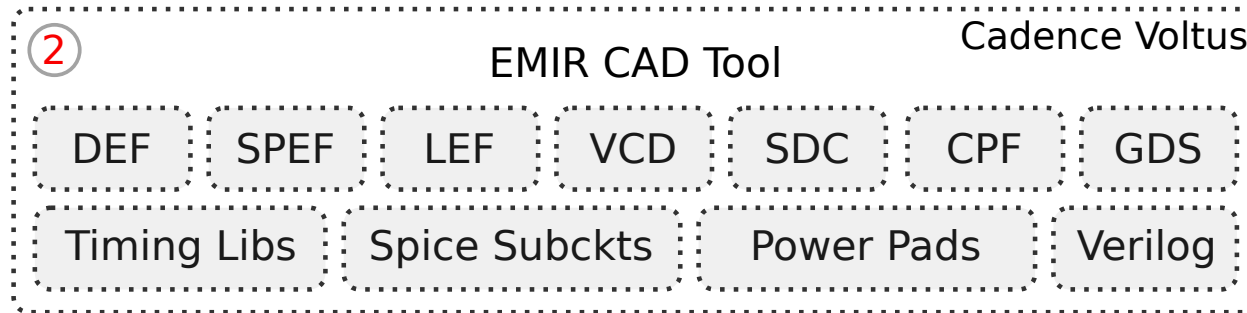 2
Cadence Voltus
EMIR CAD Tool
DEF SPEF LEF VCD SDC CPF GDS
Timing Libs Spice Subckts Power Pads Verilog